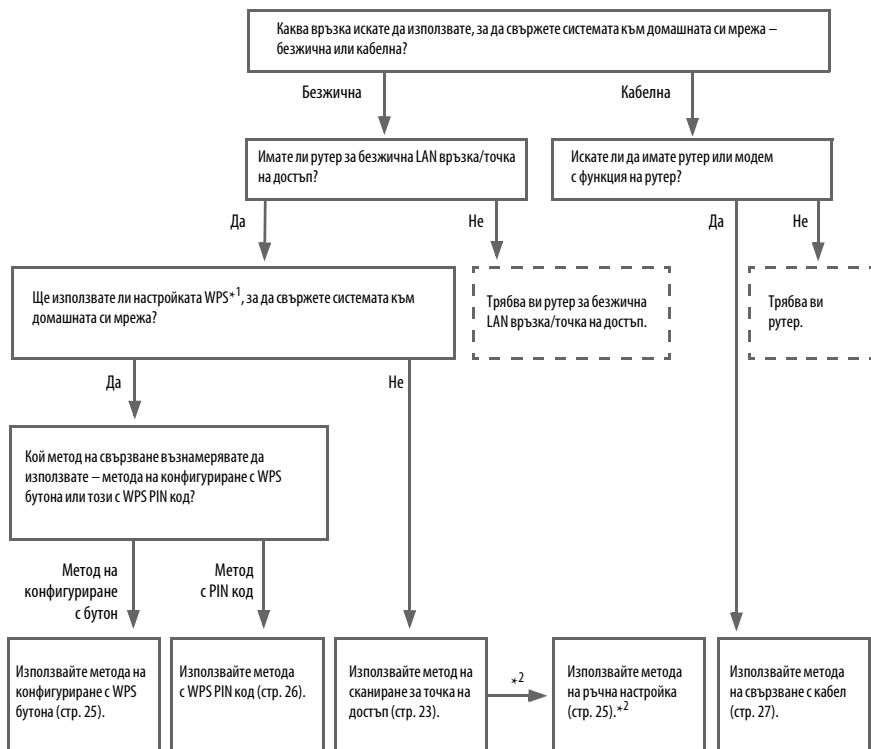 Каква връзка искате да използвате, за да свържете системата към домашната си мрежа –
безжична или кабелна?
Безжична
Кабелна
Имате ли рутер за безжична LAN връзка/точка
на достъп?
Искате ли да имате рутер или модем
с функция на рутер?
Да
Не
Да
Не
Ще използвате ли настройката WPS*1, за да свържете системата към
домашната си мрежа?
Трябва ви рутер за безжична
LAN връзка/точка на достъп.
Трябва ви
рутер.
Да
Не
Кой метод на свързване възнамерявате да
използвате – метода на конфигуриране с WPS
бутона или този с WPS PIN код?
Метод на
конфигуриране
с бутон
Метод
с PIN код
Използвайте метода на
конфигуриране с WPS
бутона (стр. 25).
Използвайте метода
с WPS PIN код (стр. 26).
Използвайте метод на
сканиране за точка на
достъп (стр. 23).
*2
Използвайте метода
на ръчна настройка
(стр. 25).*2
Използвайте метода
на свързване с кабел
(стр. 27).